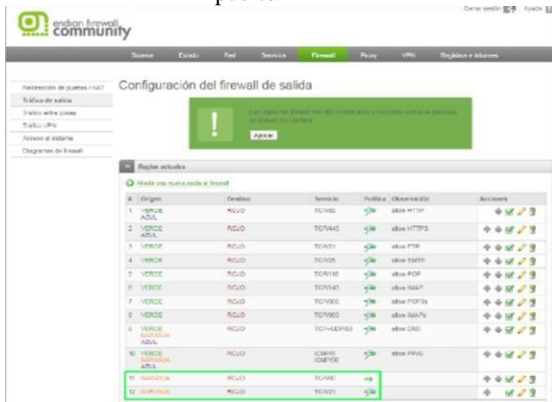 Cerrar sesión Ayuda
endian firewall
community
Sistema Estado Red Servicios Firewall Proxy VPN Registros e informes
Redirección de puertos / NAT
Configuración del firewall de salida
Tráfico de salida
Tráfico entre zonas
Tráfico VPN
Acceso al sistema
Diagramas de firewall
Aplicar
Reglas actuales
Añadir una nueva regla al firewall
# Origen Destino Servicio Política Observación Acciones
1 VERDE ROJO TCP/80 allow HTTP
AZUL
2 VERDE ROJO TCP/443 allow HTTPS
AZUL
3 VERDE ROJO TCP/21 allow FTP
4 VERDE ROJO TCP/25 allow SMTP
5 VERDE ROJO TCP/110 allow POP
6 VERDE ROJO TCP/143 allow IMAP
7 VERDE ROJO TCP/995 allow POP3s
8 VERDE ROJO TCP/993 allow IMAPs
9 VERDE ROJO TCP+UDP/53 allow DNS
NARANJA
AZUL
10 VERDE ROJO ICMP/8 allow PING
NARANJA ICMP/30
AZUL
11 NARANJA ROJO TCP/80
12 NARANJA ROJO TCP/21